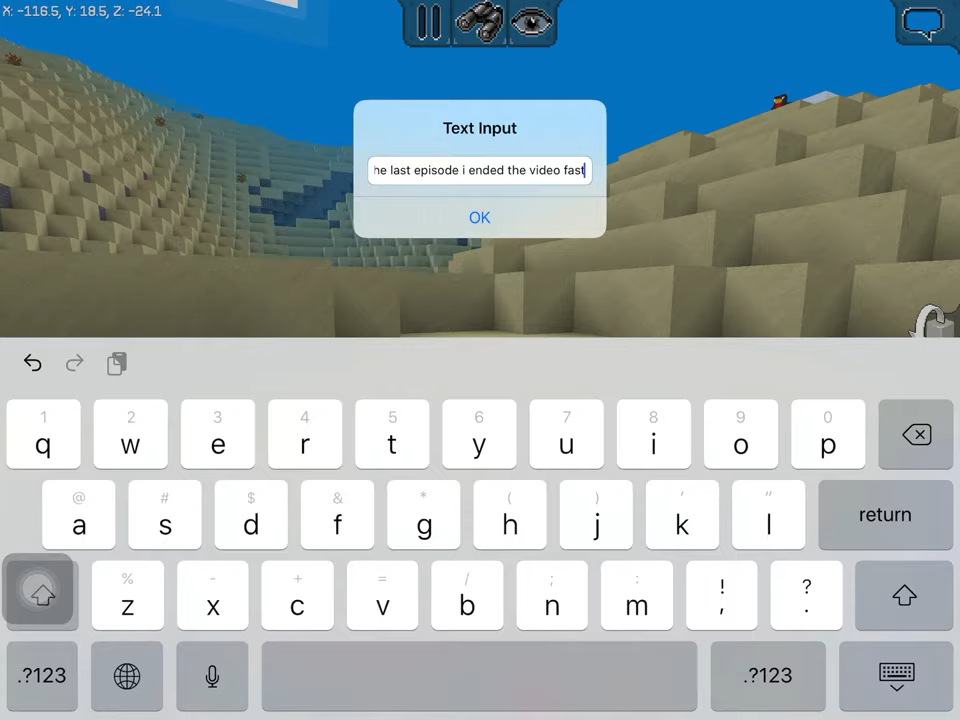 X: -116.5, Y: 18.5, Z: -24.1
Text Input
he last episode i ended the video fast
OK
1 2 3 4 5 6 7 8 9 0
q w e r t y u i o p
@ # $ & * ( ) ' "
a s d f g h j k l return
% - + = / ; : ! ?
z x c v b n m , .
.?123 .?123